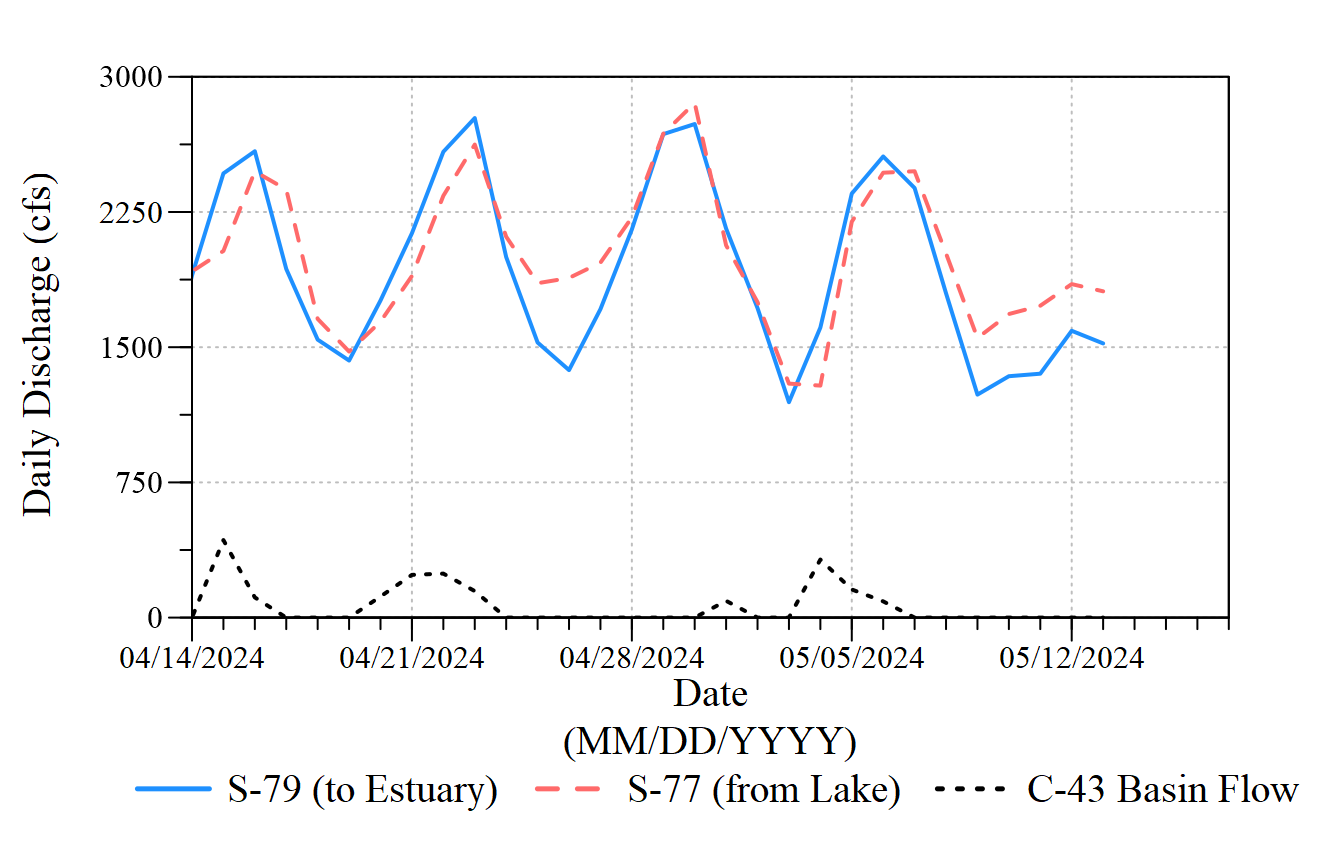 3000
2250
1500
750
0
Daily Discharge (cfs)
04/14/2024 04/21/2024 04/28/2024 05/05/2024 05/12/2024
Date
(MM/DD/YYYY)
S-79 (to Estuary) S-77 (from Lake) C-43 Basin Flow